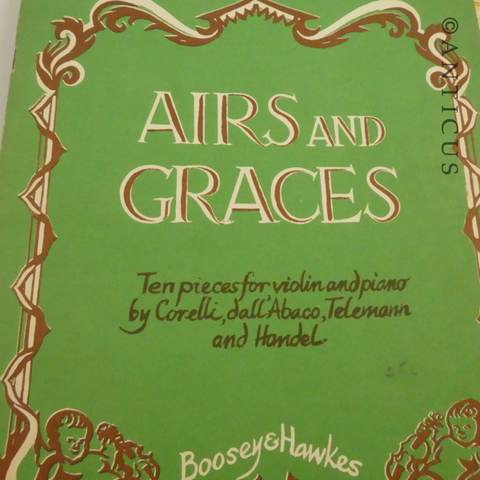 AIRS AND
GRACES
Ten pieces for violin and piano
by Corelli, dall'Abaco, Telemann
and Handel.
Boosey & Hawkes
©ANTICUS